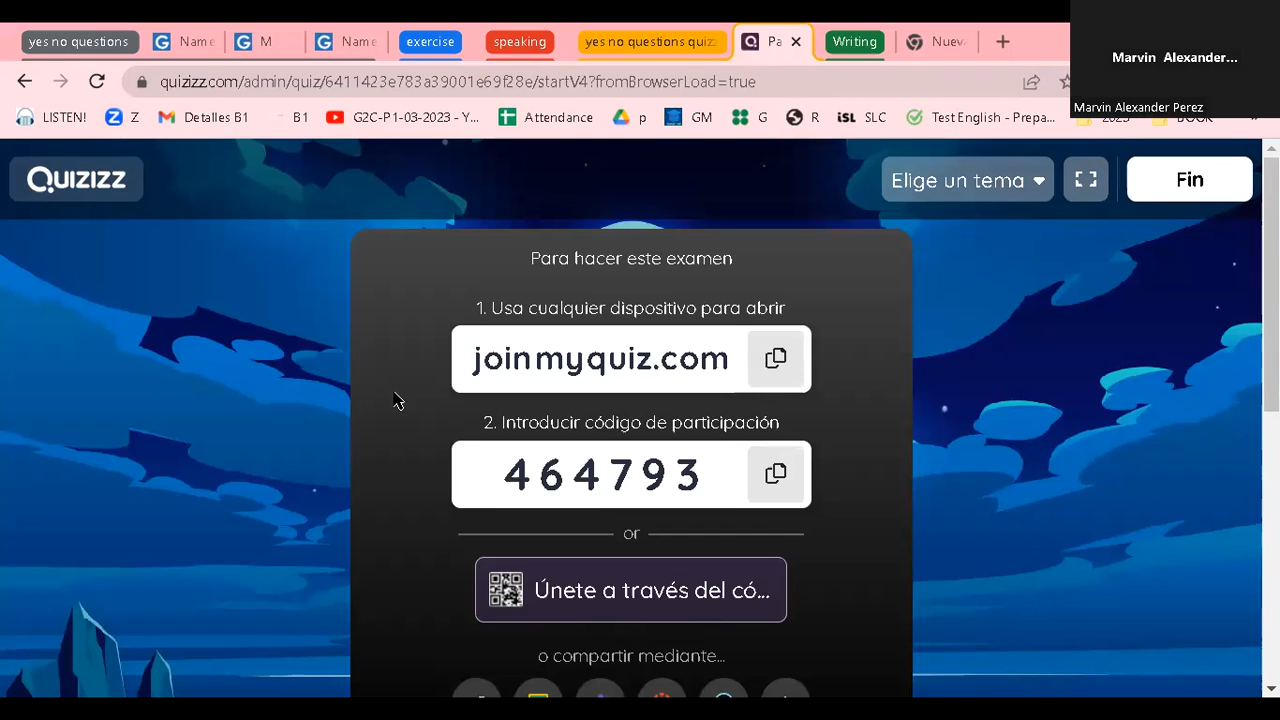 yes no questions Name M Name exercise speaking yes no questions quiz: Pa Writing Nuev
Marvin Alexander...
Marvin Alexander Perez
quizizz.com/admin/quiz/6411423e783a39001e69f28e/startV4?fromBrowserLoad=true
LISTEN! Z Detalles B1 B1 G2C-P1-03-2023 - Y... Attendance p GM G R SLC Test English - Prepa... 2023 BOOK
Quizizz Elige un tema Fin
Para hacer este examen
1. Usa cualquier dispositivo para abrir
joinmyquiz.com
2. Introducir código de participación
464793
or
Únete a través del có...
o compartir mediante...